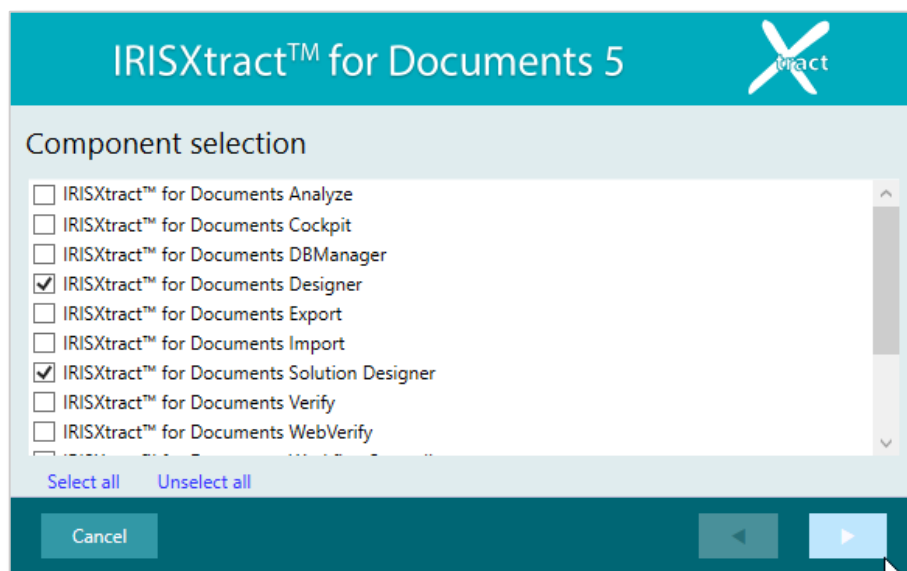 IRISXtract™ for Documents 5
Xtract
Component selection
IRISXtract™ for Documents Analyze
IRISXtract™ for Documents Cockpit
IRISXtract™ for Documents DBManager
IRISXtract™ for Documents Designer
IRISXtract™ for Documents Export
IRISXtract™ for Documents Import
IRISXtract™ for Documents Solution Designer
IRISXtract™ for Documents Verify
IRISXtract™ for Documents WebVerify
Select all Unselect all
Cancel